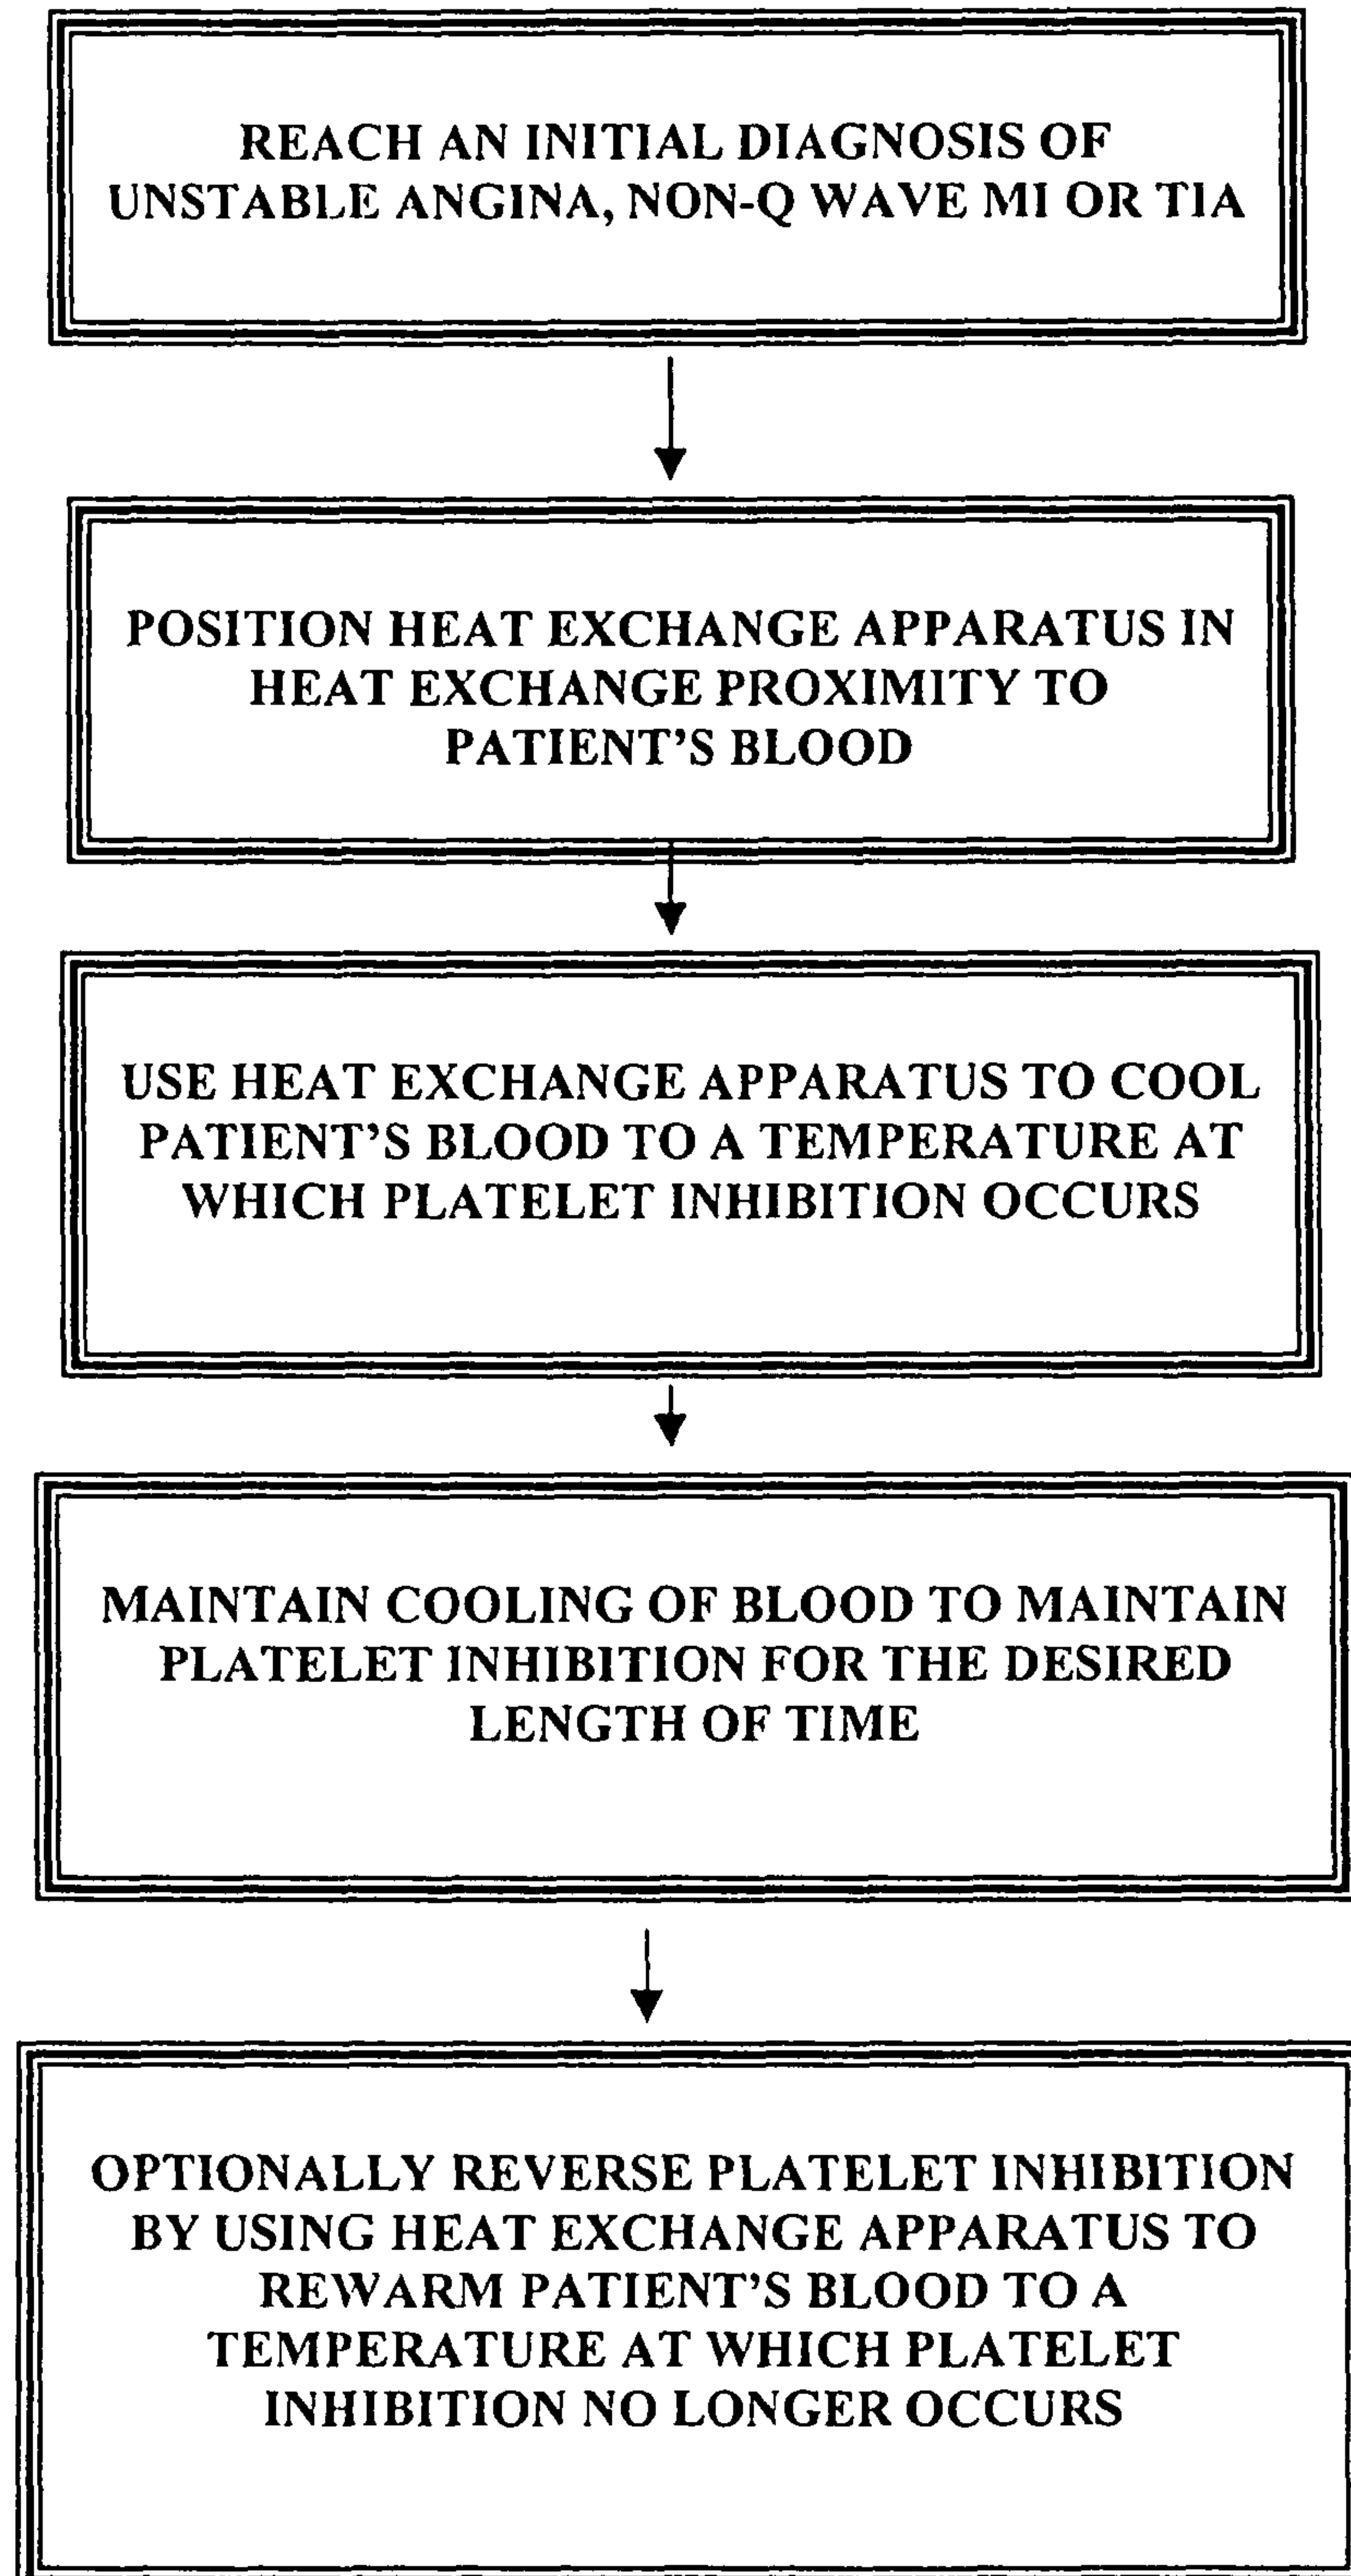 REACH AN INITIAL DIAGNOSIS OF
UNSTABLE ANGINA, NON-Q WAVE MI OR TIA
POSITION HEAT EXCHANGE APPARATUS IN
HEAT EXCHANGE PROXIMITY TO
PATIENT'S BLOOD
USE HEAT EXCHANGE APPARATUS TO COOL
PATIENT'S BLOOD TO A TEMPERATURE AT
WHICH PLATELET INHIBITION OCCURS
MAINTAIN COOLING OF BLOOD TO MAINTAIN
PLATELET INHIBITION FOR THE DESIRED
LENGTH OF TIME
OPTIONALLY REVERSE PLATELET INHIBITION
BY USING HEAT EXCHANGE APPARATUS TO
REWARM PATIENT'S BLOOD TO A
TEMPERATURE AT WHICH PLATELET
INHIBITION NO LONGER OCCURS